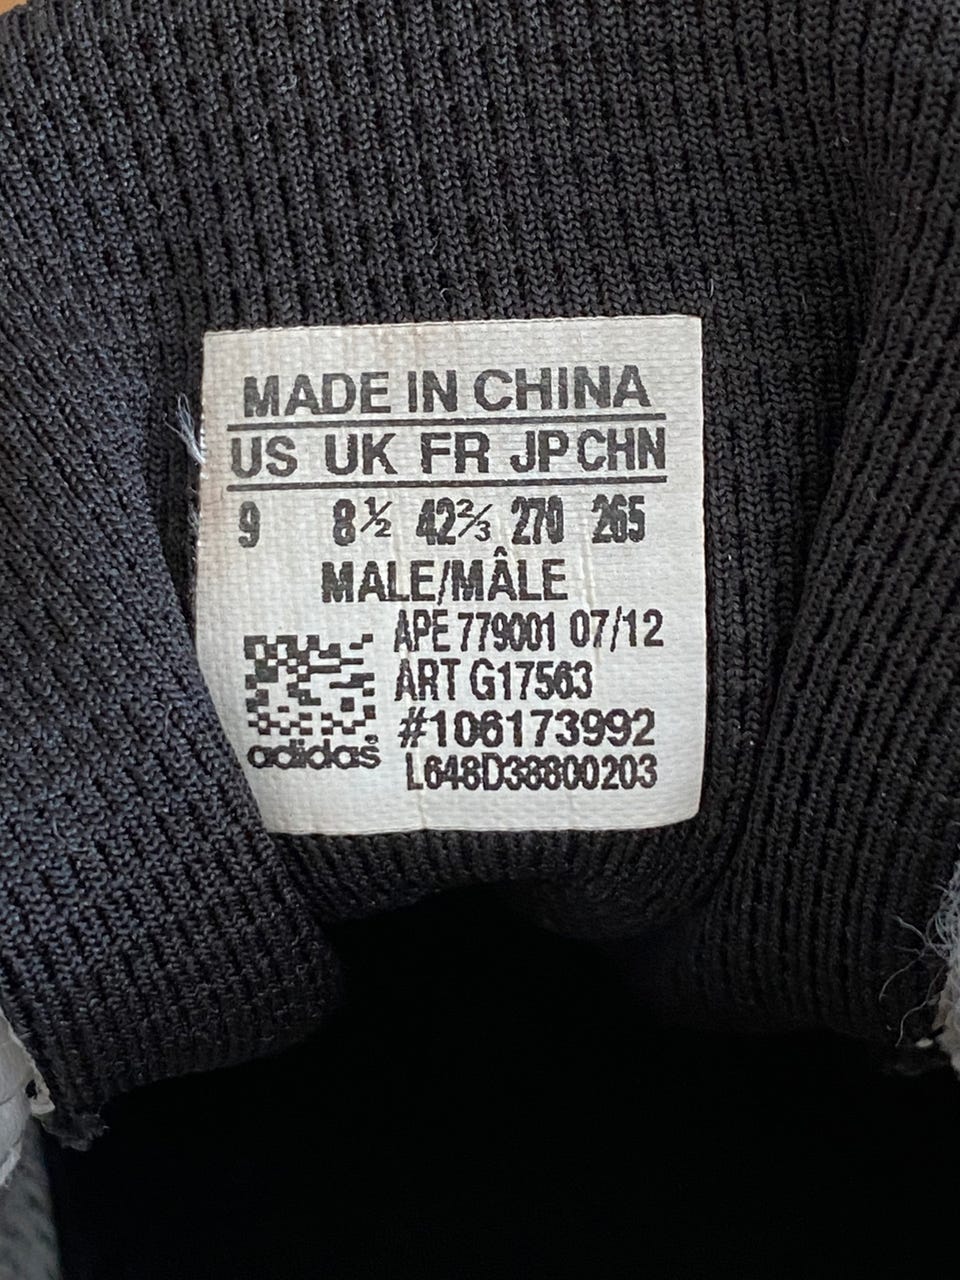 MADE IN CHINA
US UK FR JP CHN
9 8½ 42⅔ 270 265
MALE/MÂLE
APE 779001 07/12
ART G17563
#106173992
adidas®
L648D38800203